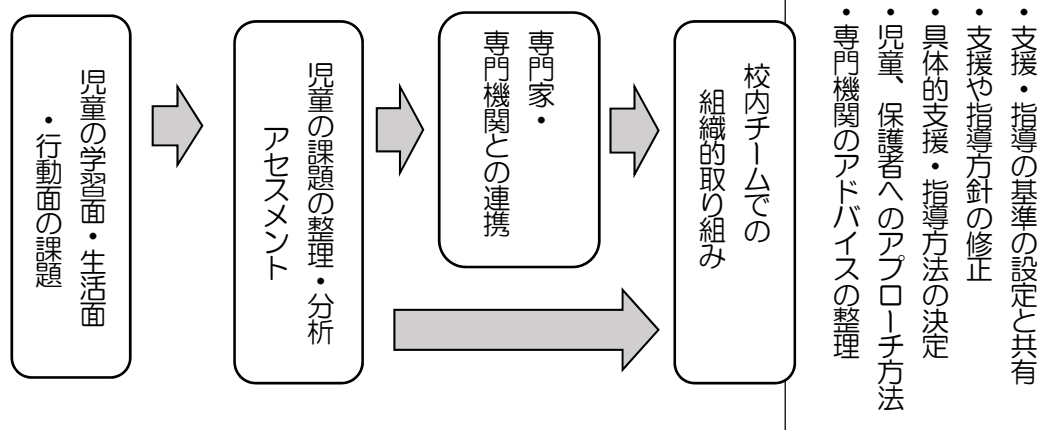 児童の学習面・生活面
・行動面の課題
児童の課題の整理・分析
アセスメント
専門家・
専門機関との連携
校内チームでの
組織的取り組み
・支援・指導の基準の設定と共有
・支援や指導方針の修正
・具体的支援・指導方法の決定
・児童、保護者へのアプローチ方法
・専門機関のアドバイスの整理